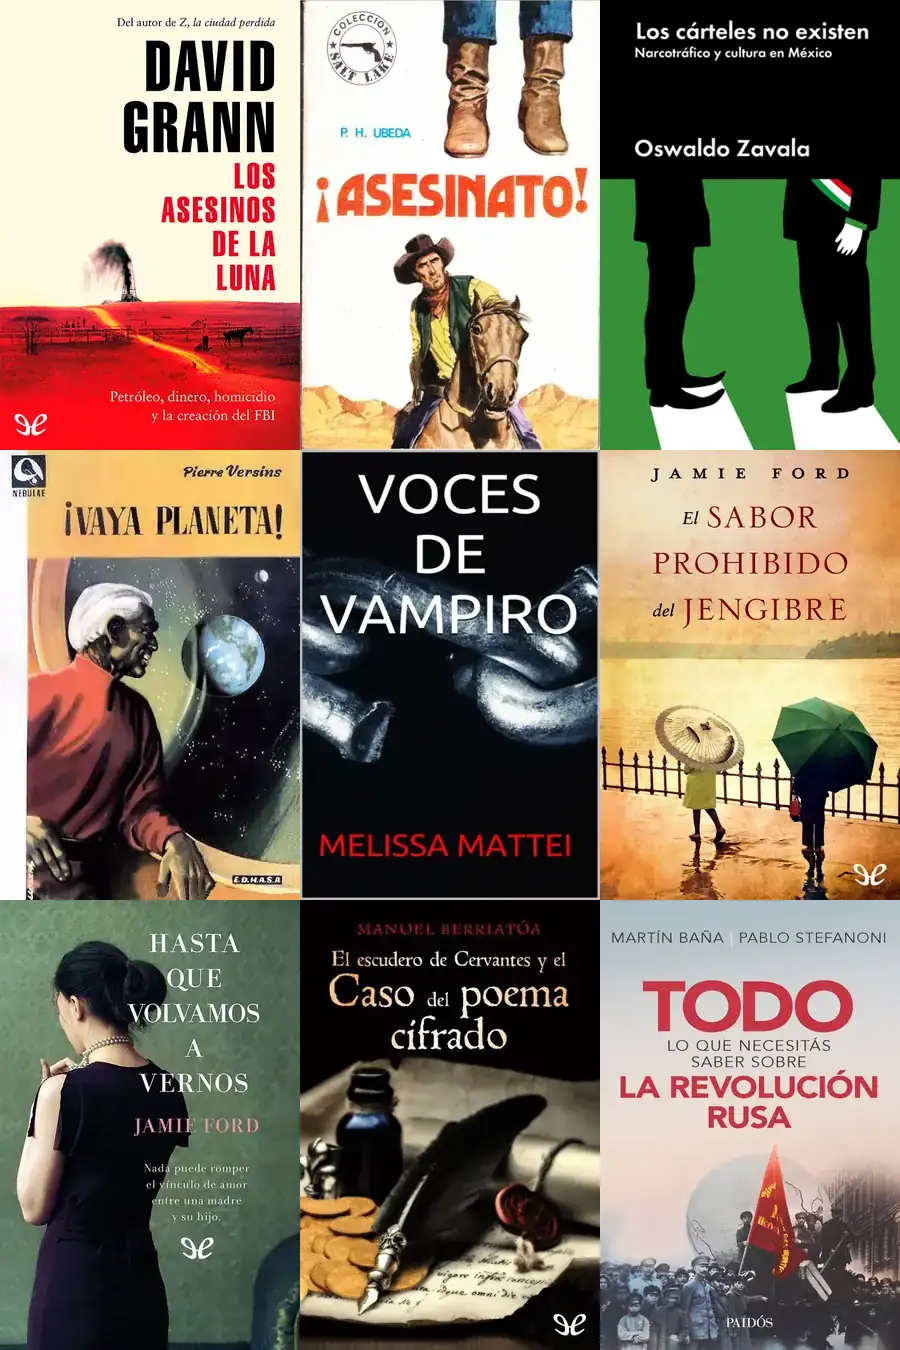 Del autor de Z, la ciudad perdida
DAVID
GRANN
LOS
ASESINOS
DE LA
LUNA
Petróleo, dinero, homicidio
y la creación del FBI
COLECCION
SALT LAKE
P. H. UBEDA
¡ASESINATO!
Los cárteles no existen
Narcotráfico y cultura en México
Oswaldo Zavala
NEBULAE
Pierre Versins
¡VAYA PLANETA!
E.D.H.A.S.A.
VOCES
DE
VAMPIRO
MELISSA MATTEI
JAMIE FORD
El SABOR
PROHIBIDO
del JENGIBRE
HASTA
QUE
VOLVAMOS
A
VERNOS
JAMIE FORD
Nada puede romper
el vínculo de amor
entre una madre
y su hijo.
MANUEL BERRIATÚA
El escudero de Cervantes y el
Caso del poema
cifrado
MARTÍN BAÑA | PABLO STEFANONI
TODO
LO QUE NECESITÁS
SABER SOBRE
LA REVOLUCIÓN
RUSA
PAIDÓS